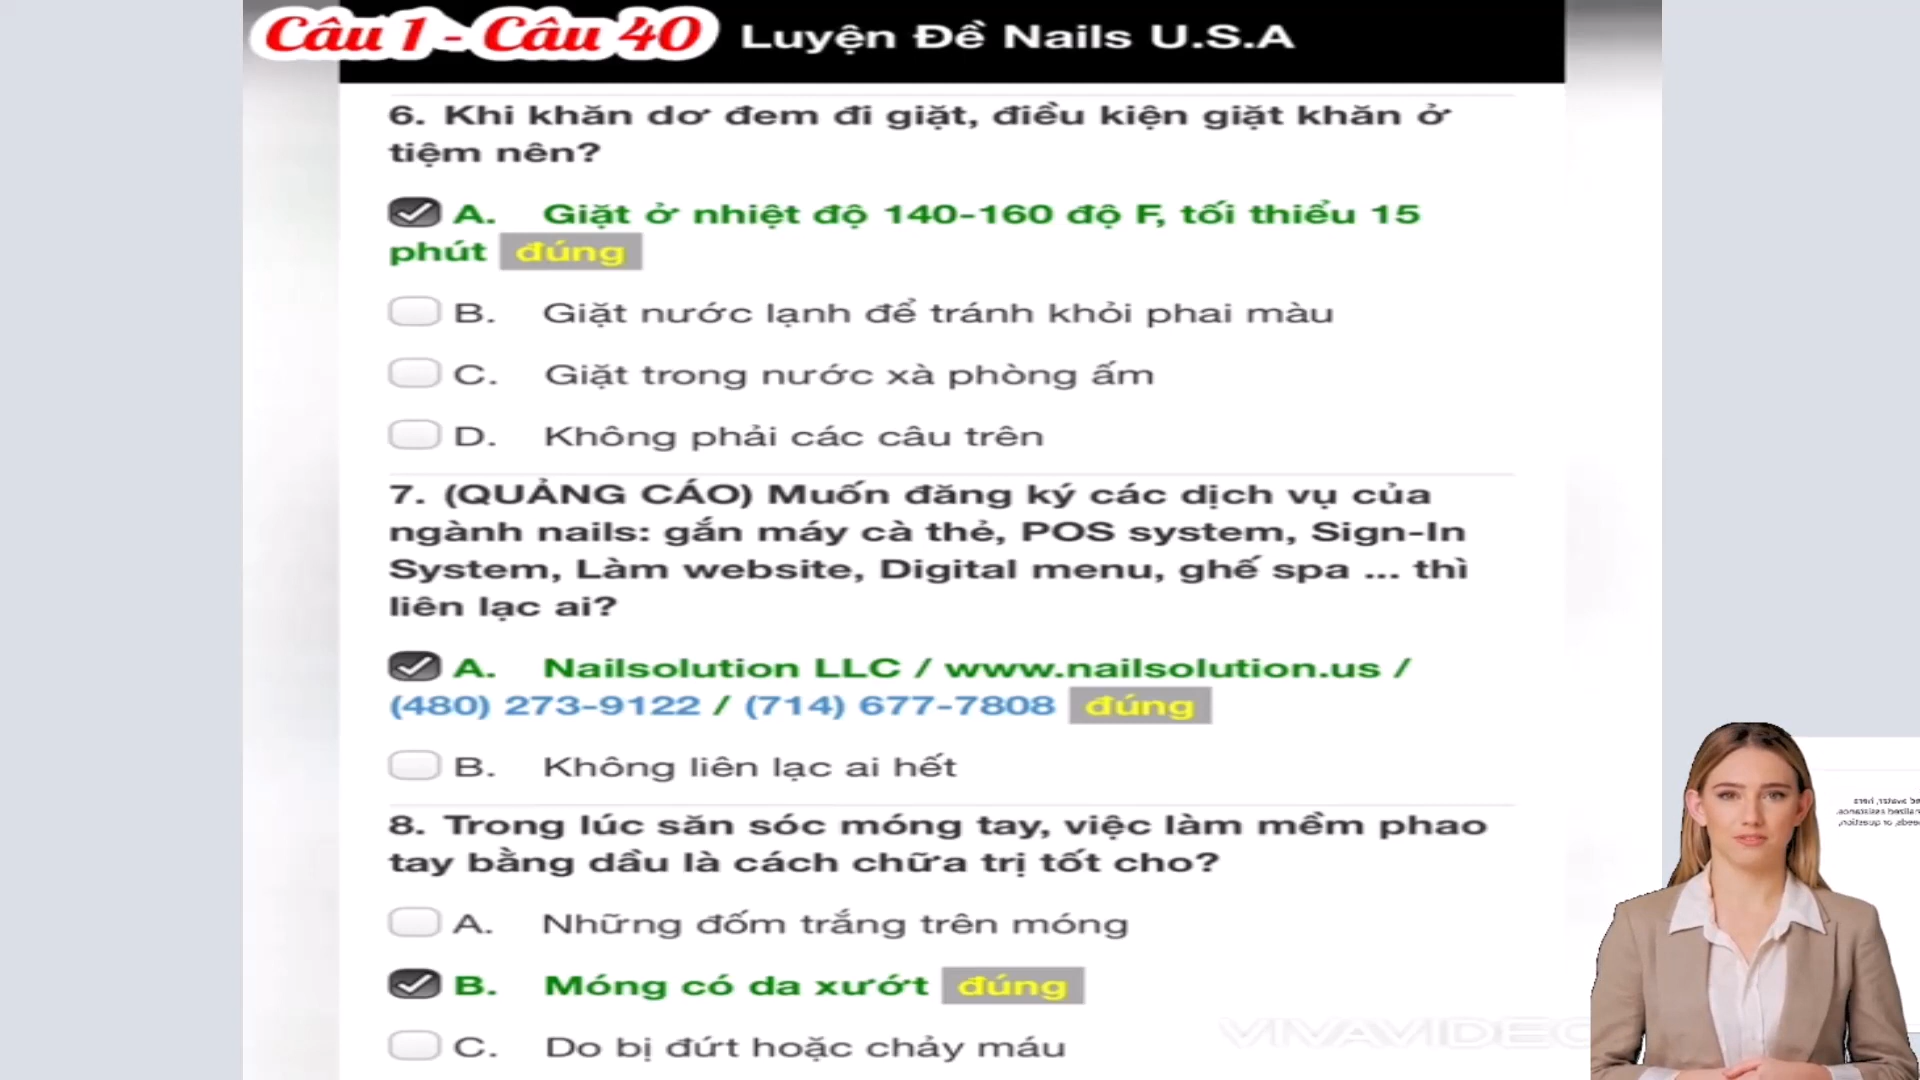 Câu 1 - Câu 40 Luyện Đề Nails U.S.A
6. Khi khăn dơ đem đi giặt, điều kiện giặt khăn ở
tiệm nên?
A. Giặt ở nhiệt độ 140-160 độ F, tối thiểu 15
phút đúng
B. Giặt nước lạnh để tránh khỏi phai màu
C. Giặt trong nước xà phòng ấm
D. Không phải các câu trên
7. (QUẢNG CÁO) Muốn đăng ký các dịch vụ của
ngành nails: gắn máy cà thẻ, POS system, Sign-In
System, Làm website, Digital menu, ghế spa ... thì
liên lạc ai?
A. Nailsolution LLC / www.nailsolution.us /
(480) 273-9122 / (714) 677-7808 đúng
B. Không liên lạc ai hết
8. Trong lúc săn sóc móng tay, việc làm mềm phao
tay bằng dầu là cách chữa trị tốt cho?
A. Những đốm trắng trên móng
B. Móng có da xướt đúng
C. Do bị đứt hoặc chảy máu